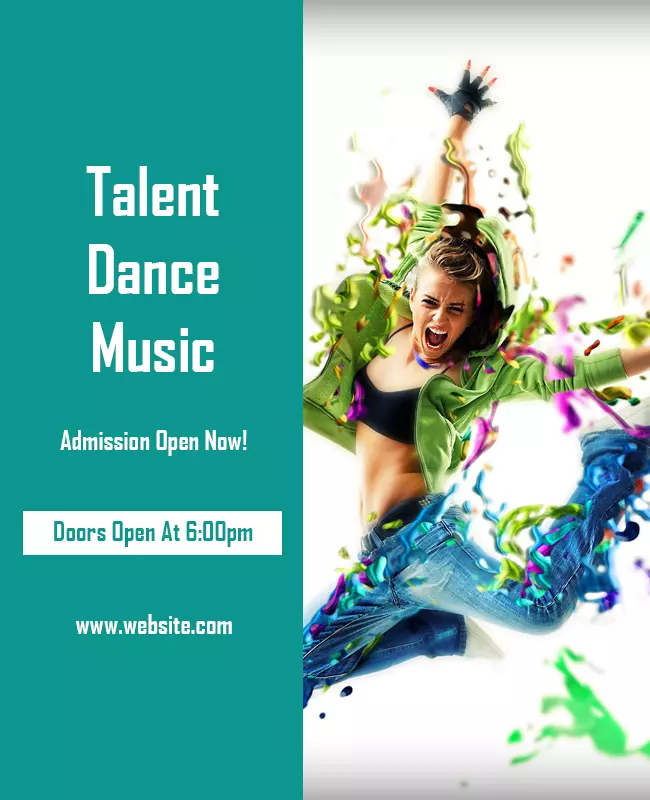 Talent
Dance
Music
Admission Open Now!
Doors Open At 6:00pm
www.website.com